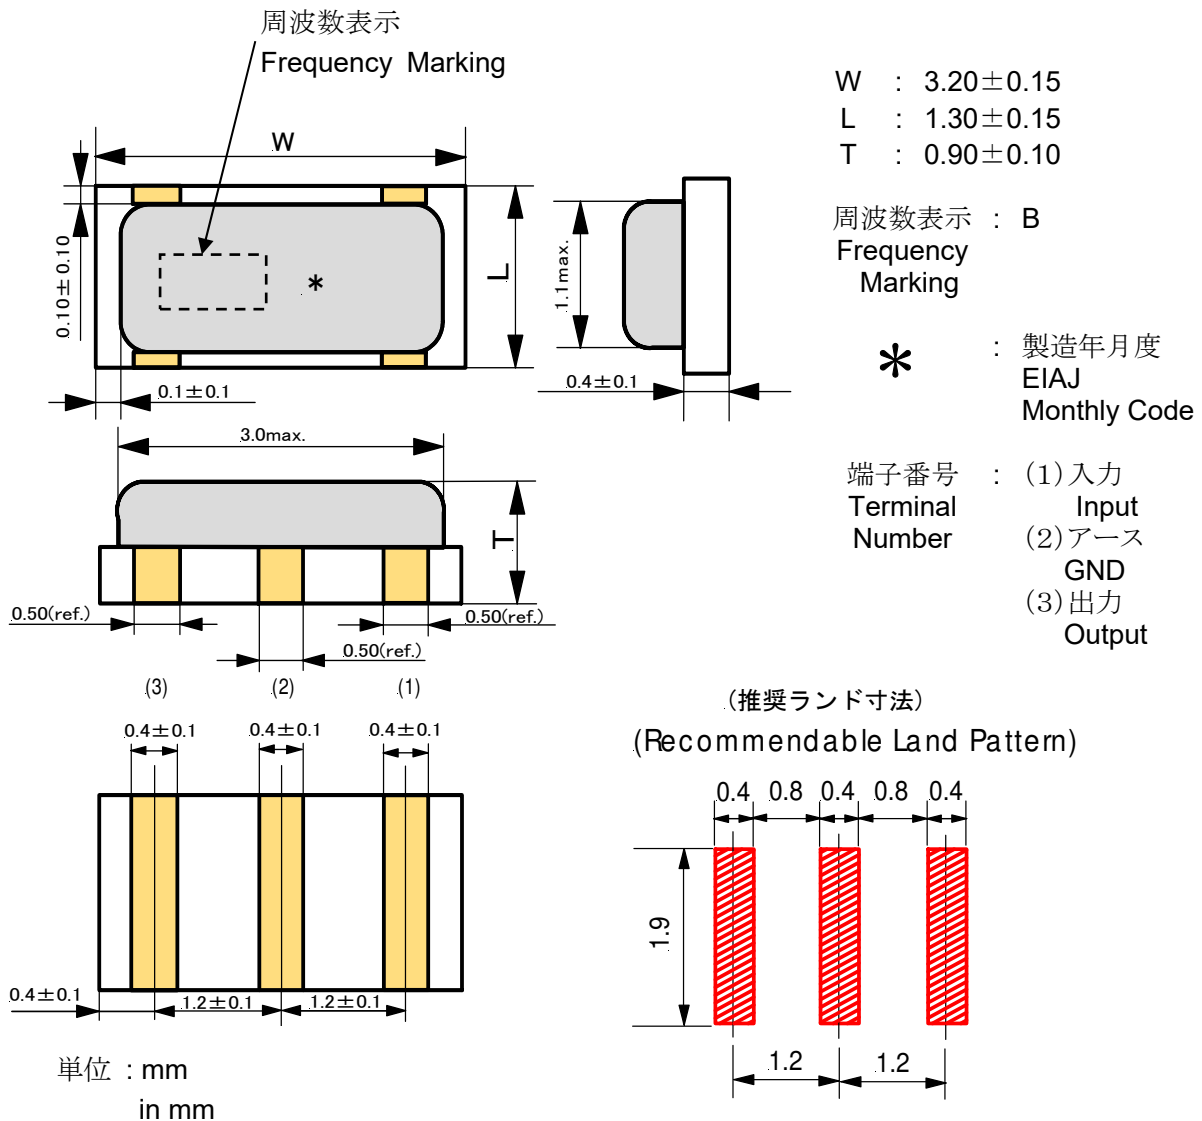 周波数表示
Frequency Marking
W
0.10±0.10
L
0.1±0.1
1.1max.
0.4±0.1
W : 3.20±0.15
L : 1.30±0.15
T : 0.90±0.10
周波数表示 : B
Frequency
Marking
* : 製造年月度
EIAJ
Monthly Code
端子番号 : (1)入力
Terminal Input
Number (2)アース
GND
(3)出力
Output
3.0max.
T
0.50(ref.)
0.50(ref.)
0.50(ref.)
(3) (2) (1)
0.4±0.1 0.4±0.1 0.4±0.1
0.4±0.1 1.2±0.1 1.2±0.1
単位 : mm
in mm
(推奨ランド寸法)
(Recommendable Land Pattern)
0.4 0.8 0.4 0.8 0.4
1.9
1.2 1.2